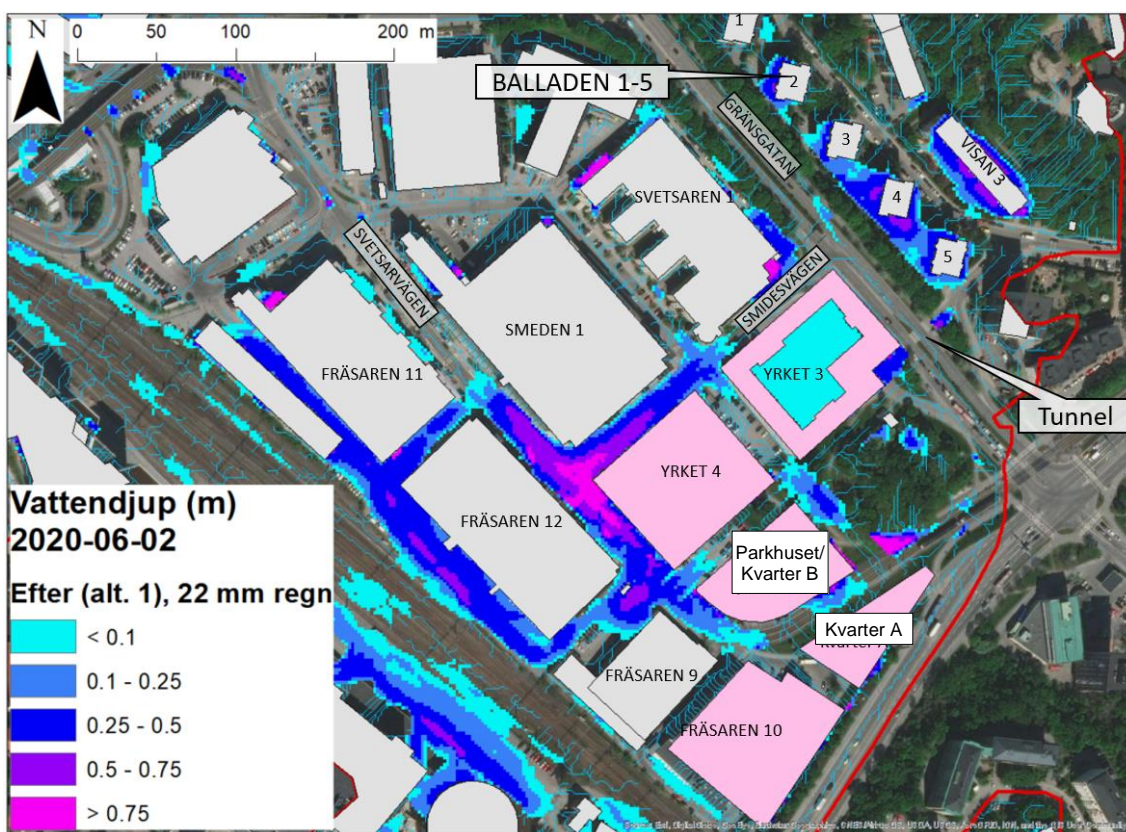 N
0 50 100 200 m
1
BALLADEN 1-5
2
GRÄNSGATAN
3
VISAN 3
4
5
SVETSAREN 1
SVETSARVÄGEN
SMIDESVÄGEN
SMEDEN 1
FRÄSAREN 11
YRKET 3
Tunnel
YRKET 4
FRÄSAREN 12
Parkhuset/
Kvarter B
Kvarter A
FRÄSAREN 9
FRÄSAREN 10
Vattendjup (m)
2020-06-02
Efter (alt. 1), 22 mm regn
< 0.1
0.1 - 0.25
0.25 - 0.5
0.5 - 0.75
> 0.75